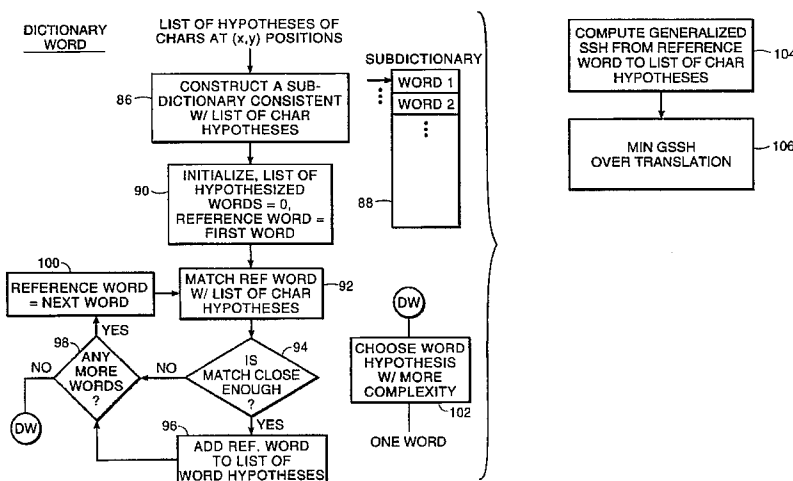 DICTIONARY
WORD
LIST OF HYPOTHESES OF
CHARS AT (x,y) POSITIONS
86
CONSTRUCT A SUB-
DICTIONARY CONSISTENT
W/ LIST OF CHAR
HYPOTHESES
SUBDICTIONARY
WORD 1
WORD 2
88
90
INITIALIZE, LIST OF
HYPOTHESIZED
WORDS = 0,
REFERENCE WORD =
FIRST WORD
100
REFERENCE WORD
= NEXT WORD
MATCH REF WORD
W/ LIST OF CHAR
HYPOTHESES
92
YES
98
NO
ANY
MORE
WORDS
?
NO
94
IS
MATCH CLOSE
ENOUGH
?
DW
YES
96
ADD REF. WORD
TO LIST OF
WORD HYPOTHESES
DW
CHOOSE WORD
HYPOTHESIS
W/ MORE
COMPLEXITY
102
ONE WORD
COMPUTE GENERALIZED
SSH FROM REFERENCE
WORD TO LIST OF CHAR
HYPOTHESES
104
MIN GSSH
OVER TRANSLATION
106